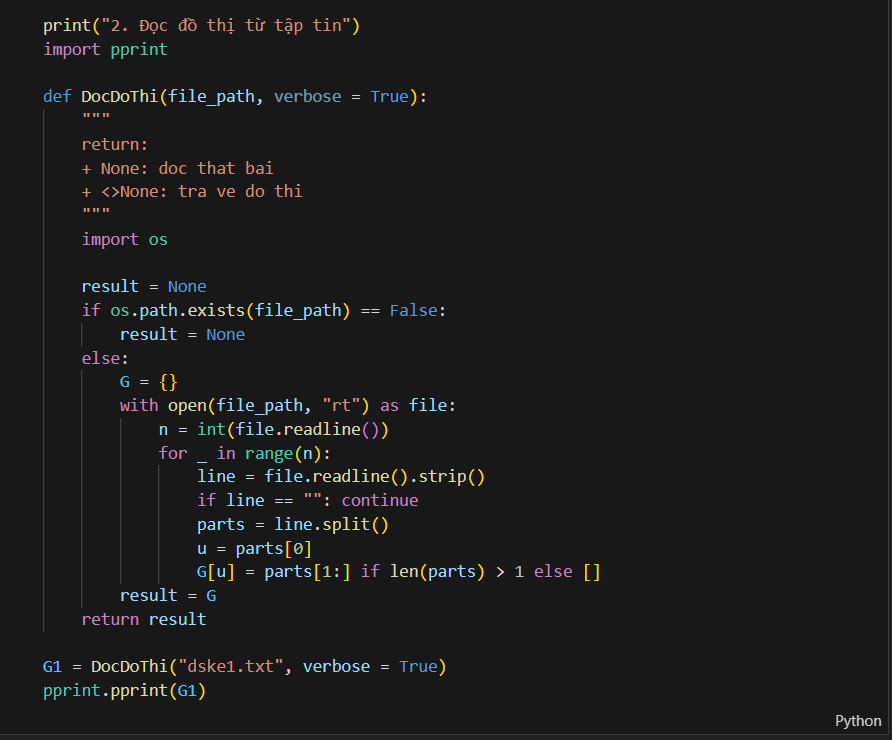 print("2. Đọc đồ thị từ tập tin")
import pprint

def DocDoThi(file_path, verbose = True):
    """
    return:
    + None: doc that bai
    + <>None: tra ve do thi
    """
    import os

    result = None
    if os.path.exists(file_path) == False:
        result = None
    else:
        G = {}
        with open(file_path, "rt") as file:
            n = int(file.readline())
            for _ in range(n):
                line = file.readline().strip()
                if line == "": continue
                parts = line.split()
                u = parts[0]
                G[u] = parts[1:] if len(parts) > 1 else []
        result = G
    return result

G1 = DocDoThi("dske1.txt", verbose = True)
pprint.pprint(G1)
Python